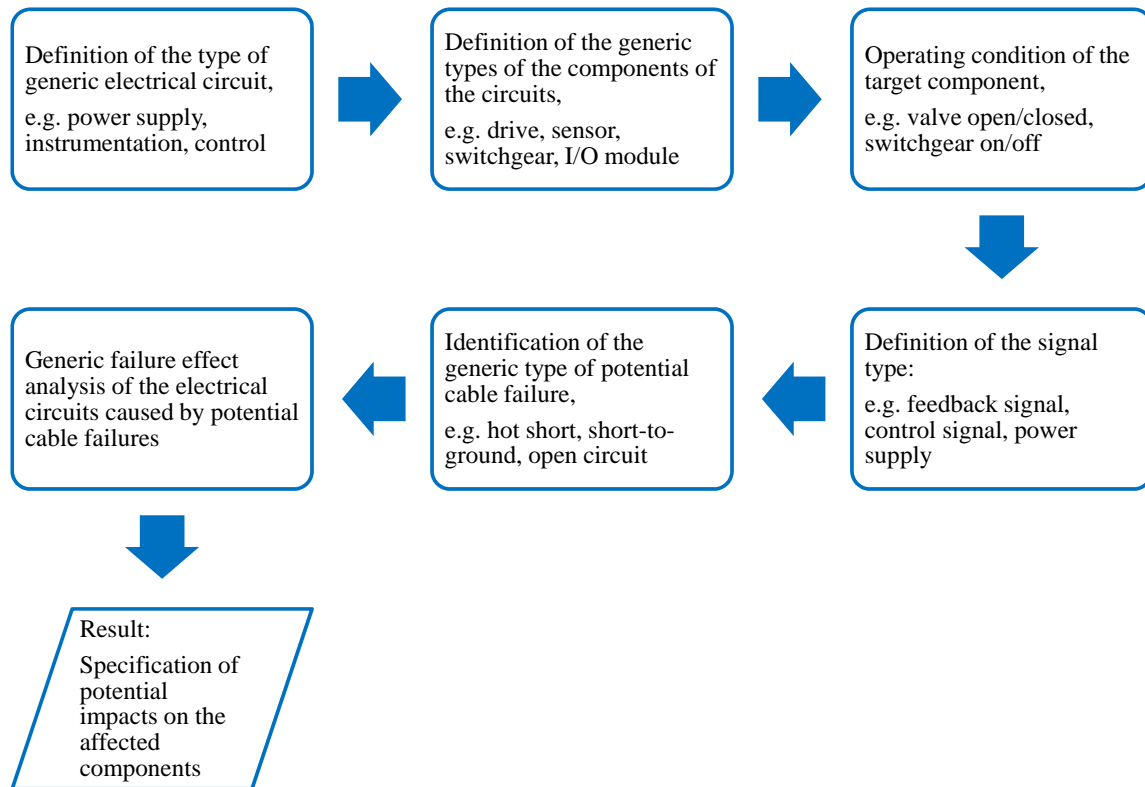 Definition of the type of
generic electrical circuit,
e.g. power supply,
instrumentation, control
Definition of the generic
types of the components of
the circuits,
e.g. drive, sensor,
switchgear, I/O module
Operating condition of the
target component,
e.g. valve open/closed,
switchgear on/off
Definition of the signal
type:
e.g. feedback signal,
control signal, power
supply
Identification of the
generic type of potential
cable failure,
e.g. hot short, short-to-
ground, open circuit
Generic failure effect
analysis of the electrical
circuits caused by potential
cable failures
Result:
Specification of
potential
impacts on the
affected
components